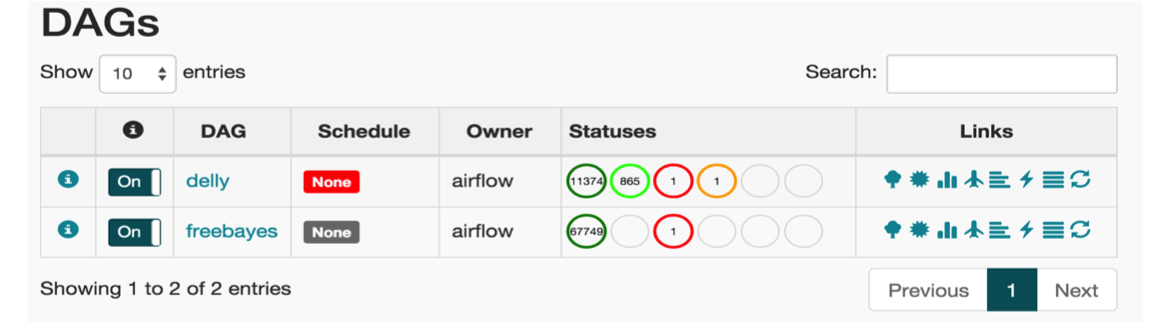 DAGs
Show 10 entries Search:
DAG Schedule Owner Statuses Links
On delly None airflow 11374 865 1 1
On freebayes None airflow 67749 1
Showing 1 to 2 of 2 entries Previous 1 Next